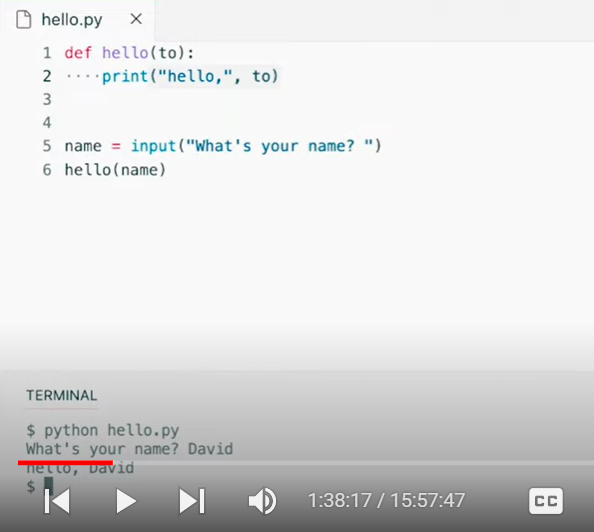 hello.py
1 def hello(to):
2 ····print("hello,", to)
3
4
5 name = input("What's your name? ")
6 hello(name)
TERMINAL
$ python hello.py
What's your name? David
hello, David
$
1:38:17 / 15:57:47
CC